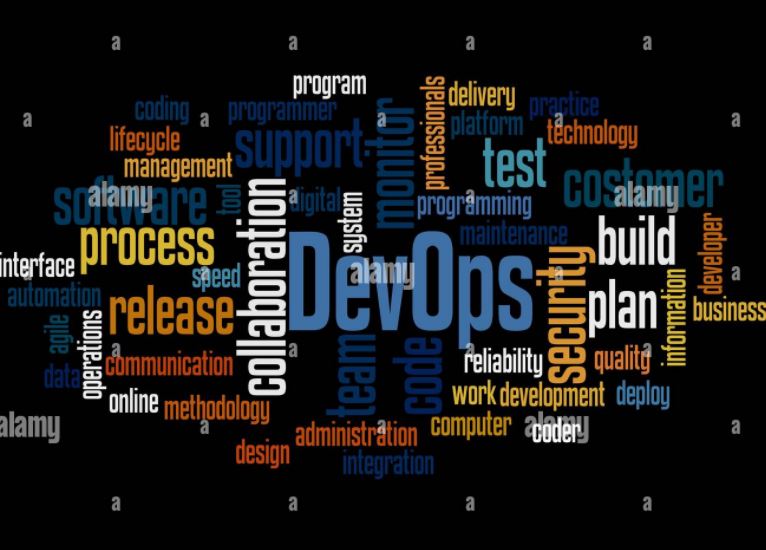 a a a a
program
professionals
delivery
coding
programmer
monitor
practice
a a a a a
lifecycle
support
platform
technology
management
test
customer
software
alamy
tool
digital
a
programming
alamy
collaboration
system
process
maintenance
build
developer
interface
speed
DevOps
alamy
a
security
information
automation
release
plan
business
agile
operations
a a a a
communication
team
code
reliability
quality
data
online
methodology
work
development
deploy
alamy
a
administration
a
computer
coder
alamy
a
design
integration
a a a a